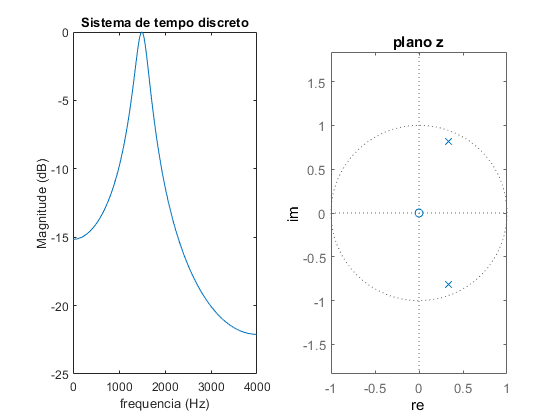 Sistema de tempo discreto
0
-5
-10
-15
-20
-25
Magnitude (dB)
0 1000 2000 3000 4000
frequencia (Hz)
plano z
1.5
1
0.5
0
-0.5
-1
-1.5
im
-1 -0.5 0 0.5 1
re